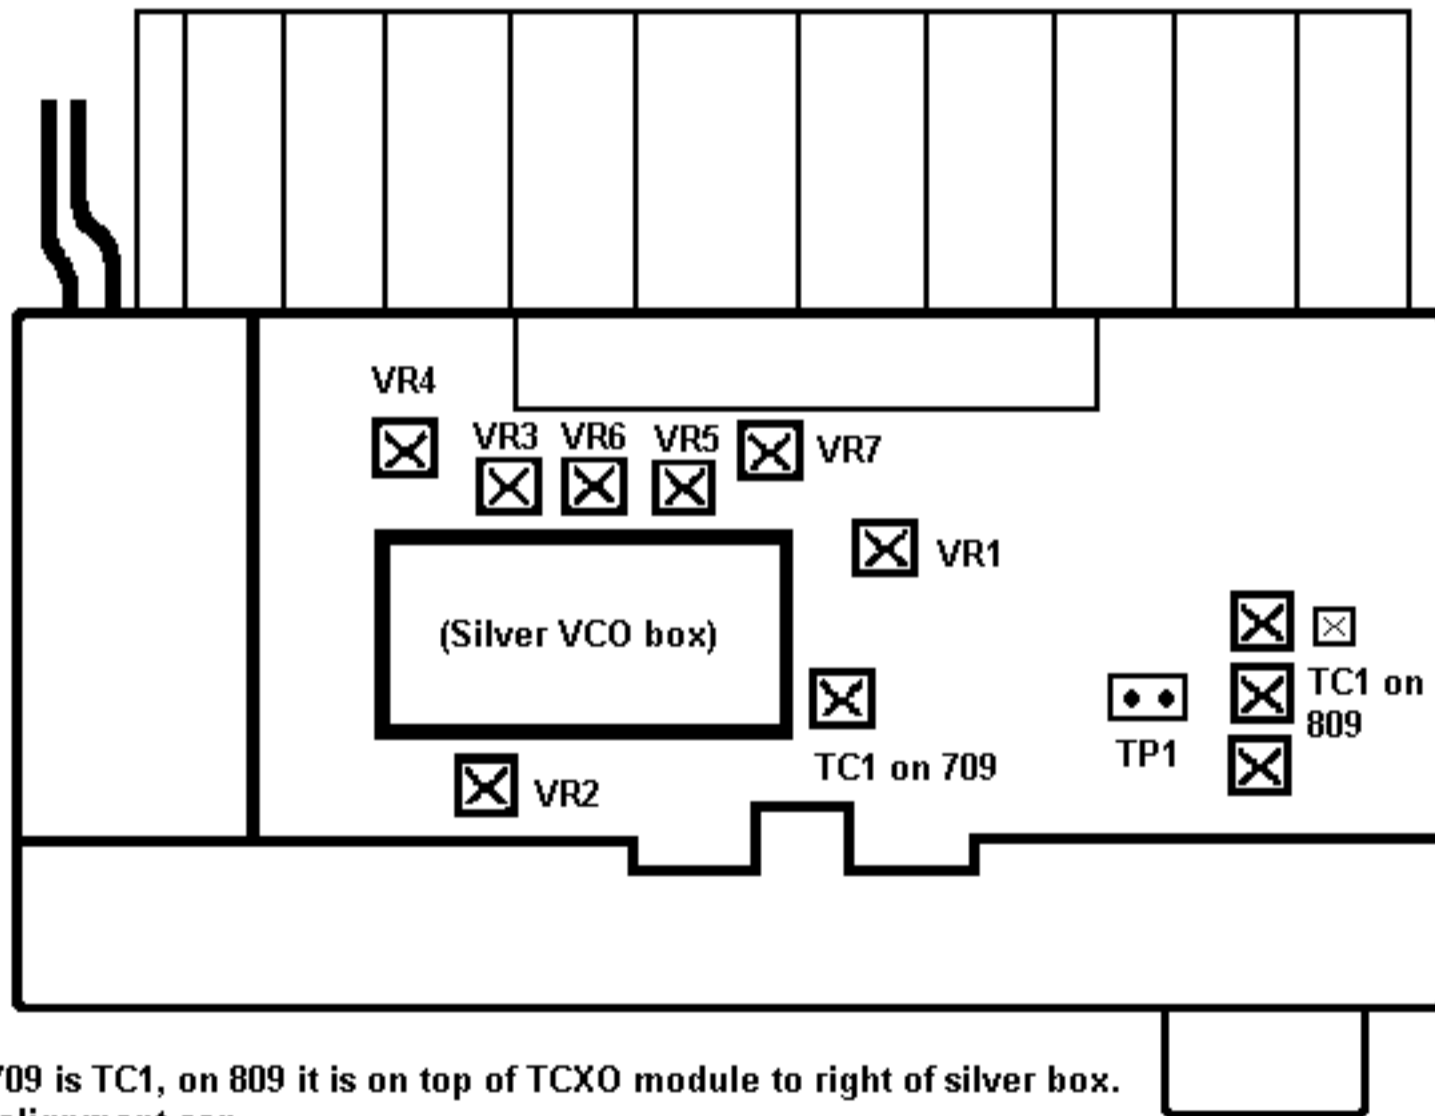 VR4
VR3 VR6 VR5
VR7
VR1
(Silver VCO box)
TC1 on
809
TP1
TC1 on 709
VR2
709 is TC1, on 809 it is on top of TCXO module to right of silver box.